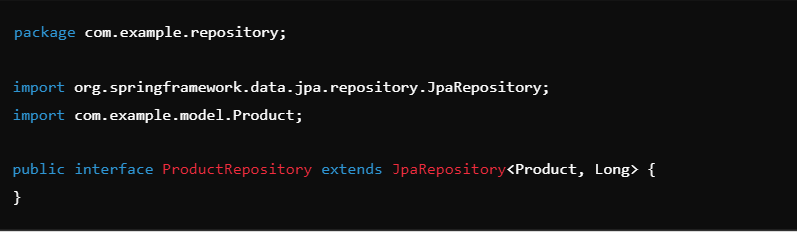 package com.example.repository;
import org.springframework.data.jpa.repository.JpaRepository;
import com.example.model.Product;
public interface ProductRepository extends JpaRepository<Product, Long> {
}